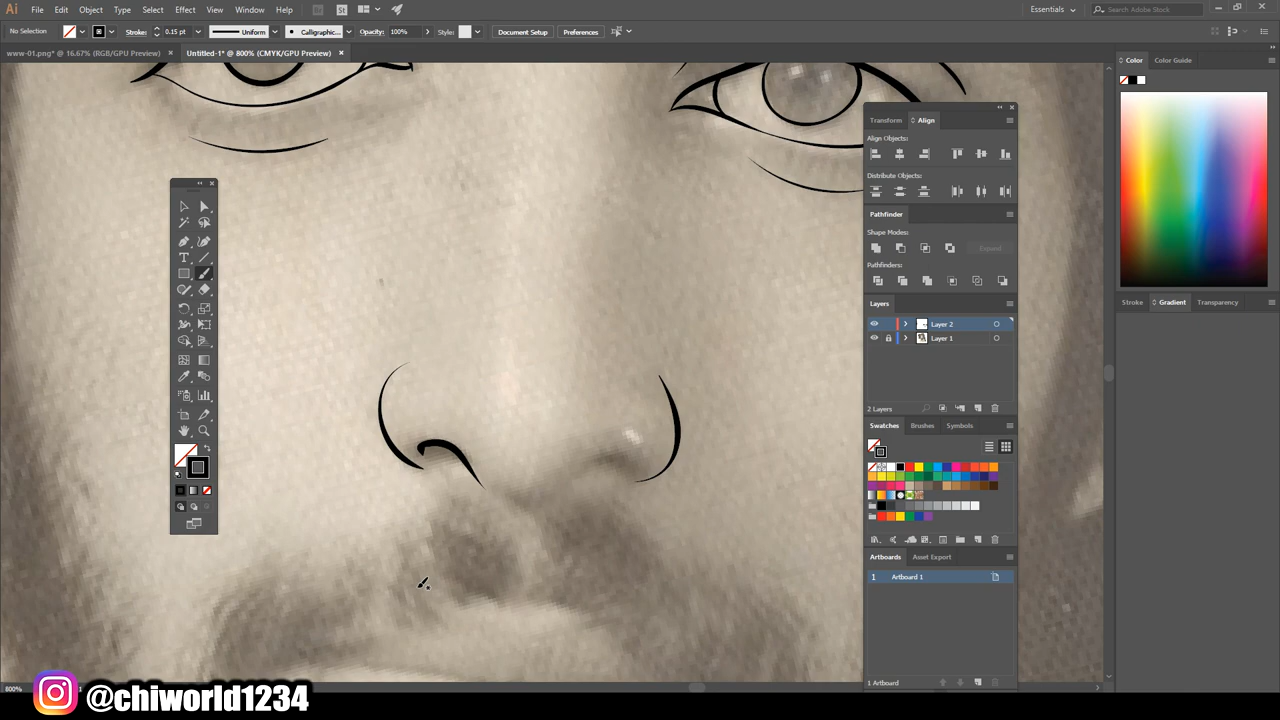 Ai File Edit Object Type Select Effect View Window Help Br St Essentials Search Adobe Stock
No Selection Stroke: 0.15 pt Uniform Calligraphic... Opacity: 100% Style: Document Setup Preferences
www-01.png* @ 16.67% (RGB/GPU Preview) × Untitled-1* @ 800% (CMYK/GPU Preview) ×
Color Color Guide
Transform Align
Align Objects:
Distribute Objects:
Pathfinder
Shape Modes:
Expand
Pathfinders:
Layers
Layer 2
Layer 1
2 Layers
Stroke Gradient Transparency
Swatches Brushes Symbols
Artboards Asset Export
1 Artboard 1
1 Artboard
800%
@chiworld1234